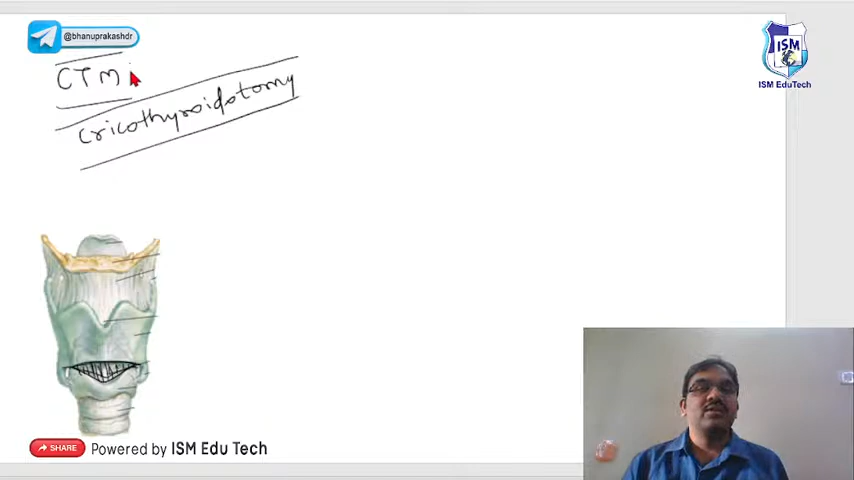 @bhanuprakashdr
CTM
Cricothyroidotomy
ISM
ISM EduTech
SHARE
Powered by ISM Edu Tech